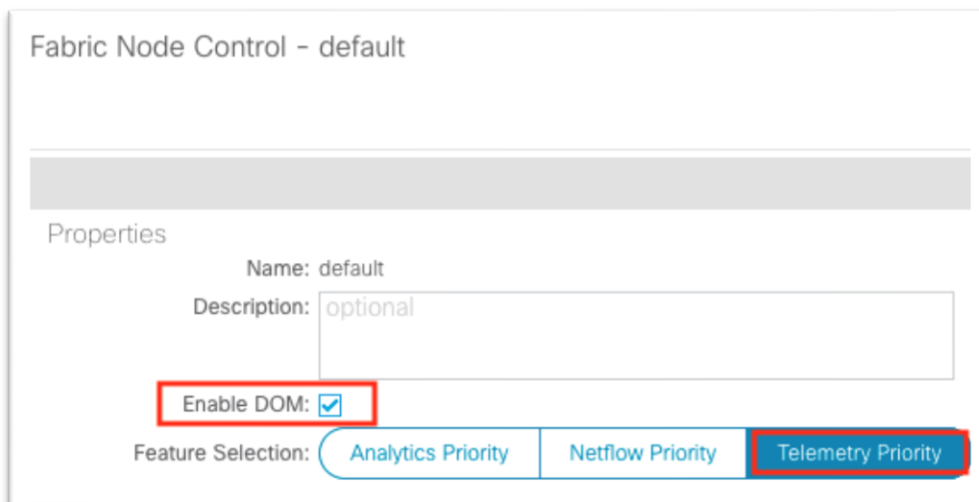 Fabric Node Control - default
Properties
Name: default
Description: optional
Enable DOM:
Feature Selection: Analytics Priority Netflow Priority Telemetry Priority